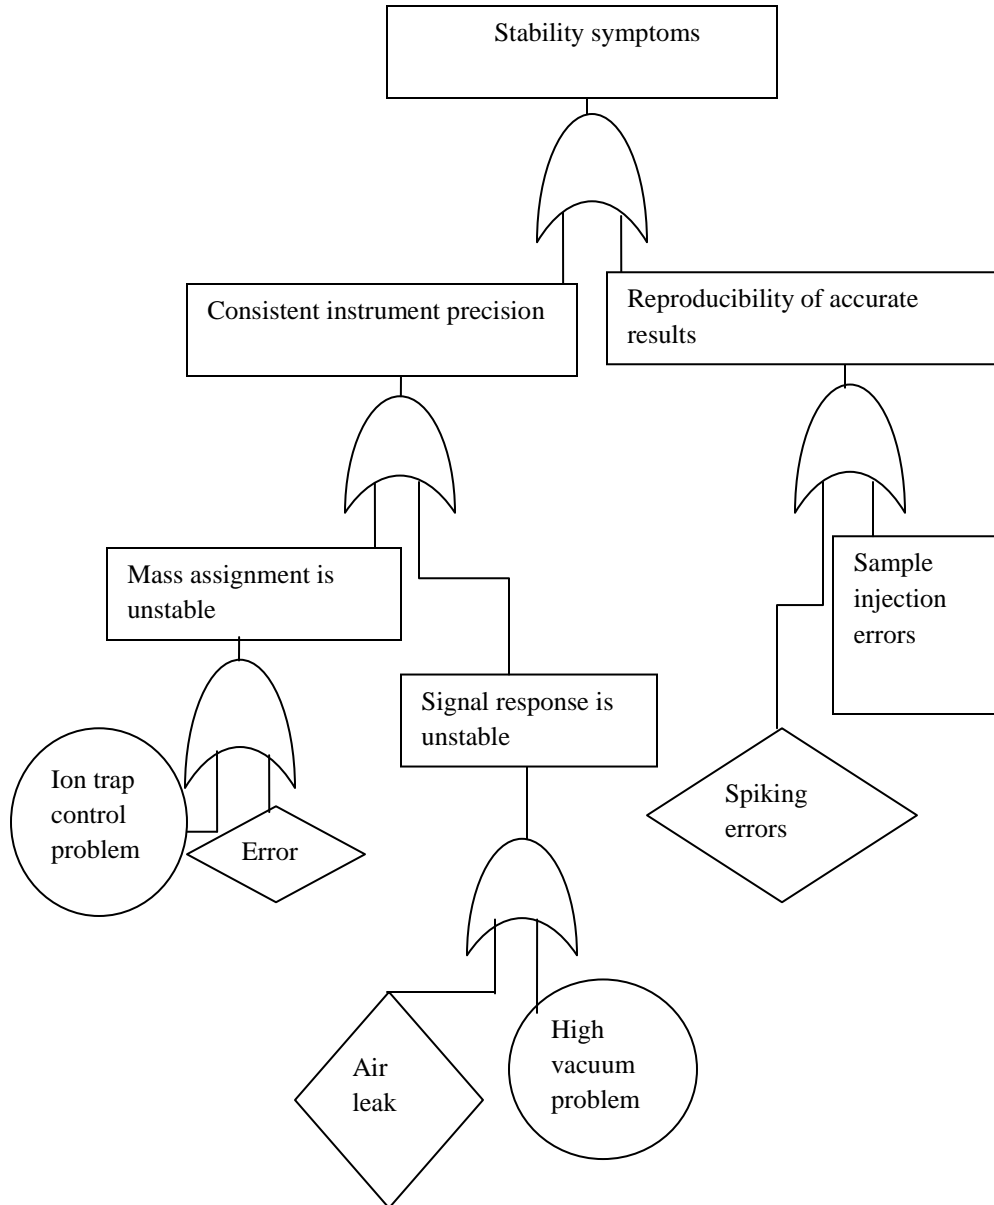 Stability symptoms
Consistent instrument precision
Reproducibility of accurate
results
Mass assignment is
unstable
Sample
injection
errors
Signal response is
unstable
Ion trap
control
problem
Error
Spiking
errors
Air
leak
High
vacuum
problem